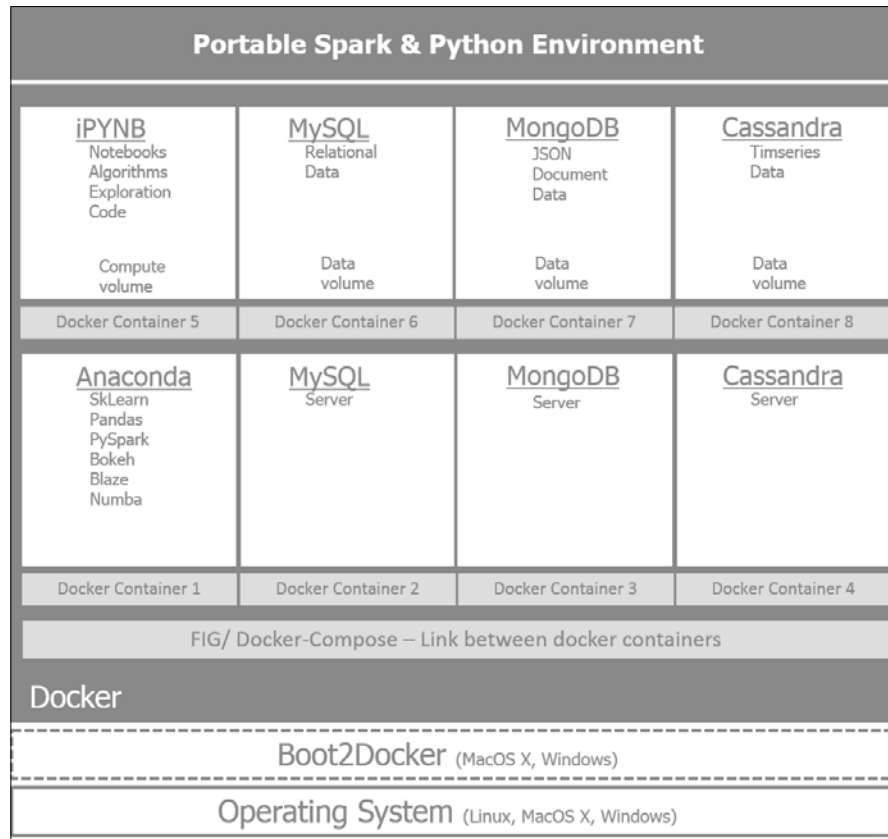 Portable Spark & Python Environment
iPYNB
Notebooks
Algorithms
Exploration
Code
Compute
volume
MySQL
Relational
Data
Data
volume
MongoDB
JSON
Document
Data
Data
volume
Cassandra
Timseries
Data
Data
volume
Docker Container 5
Docker Container 6
Docker Container 7
Docker Container 8
Anaconda
SkLearn
Pandas
PySpark
Bokeh
Blaze
Numba
MySQL
Server
MongoDB
Server
Cassandra
Server
Docker Container 1
Docker Container 2
Docker Container 3
Docker Container 4
FIG/ Docker-Compose – Link between docker containers
Docker
Boot2Docker (MacOS X, Windows)
Operating System (Linux, MacOS X, Windows)